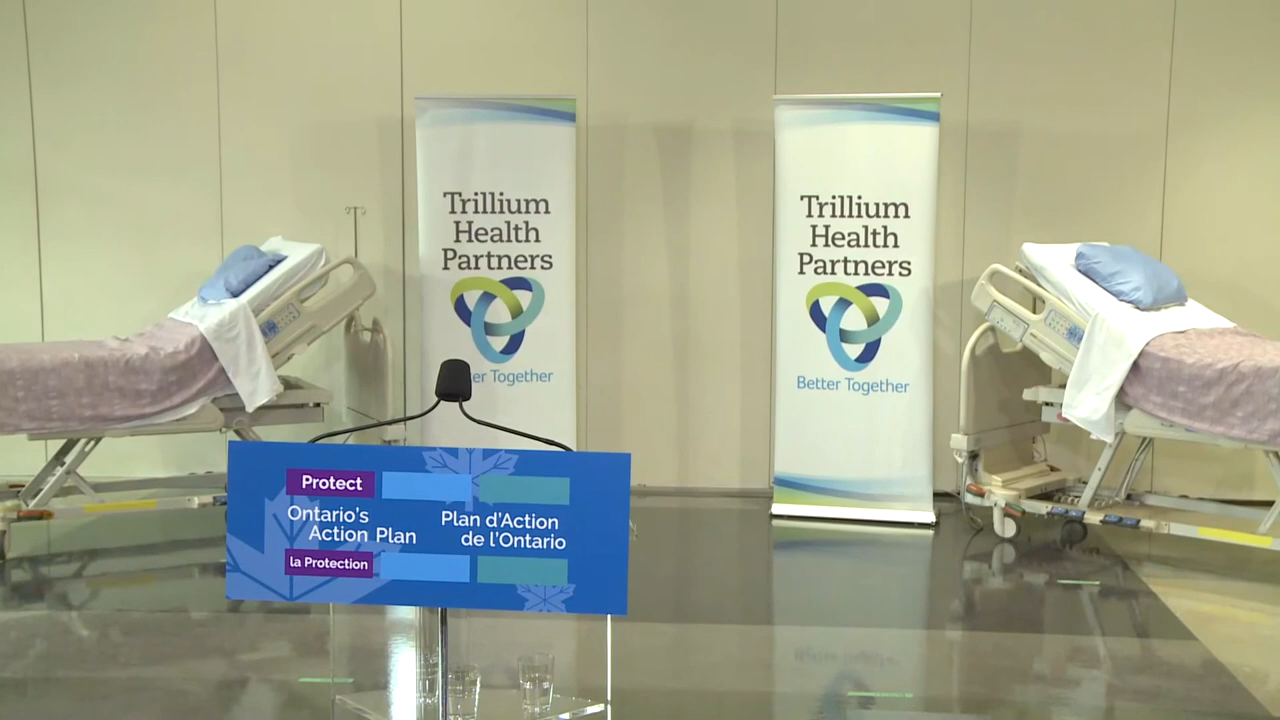 Trillium
Health
Partners
er Together
Trillium
Health
Partners
Better Together
Protect
Ontario's
Action Plan
Plan d'Action
de l'Ontario
la Protection